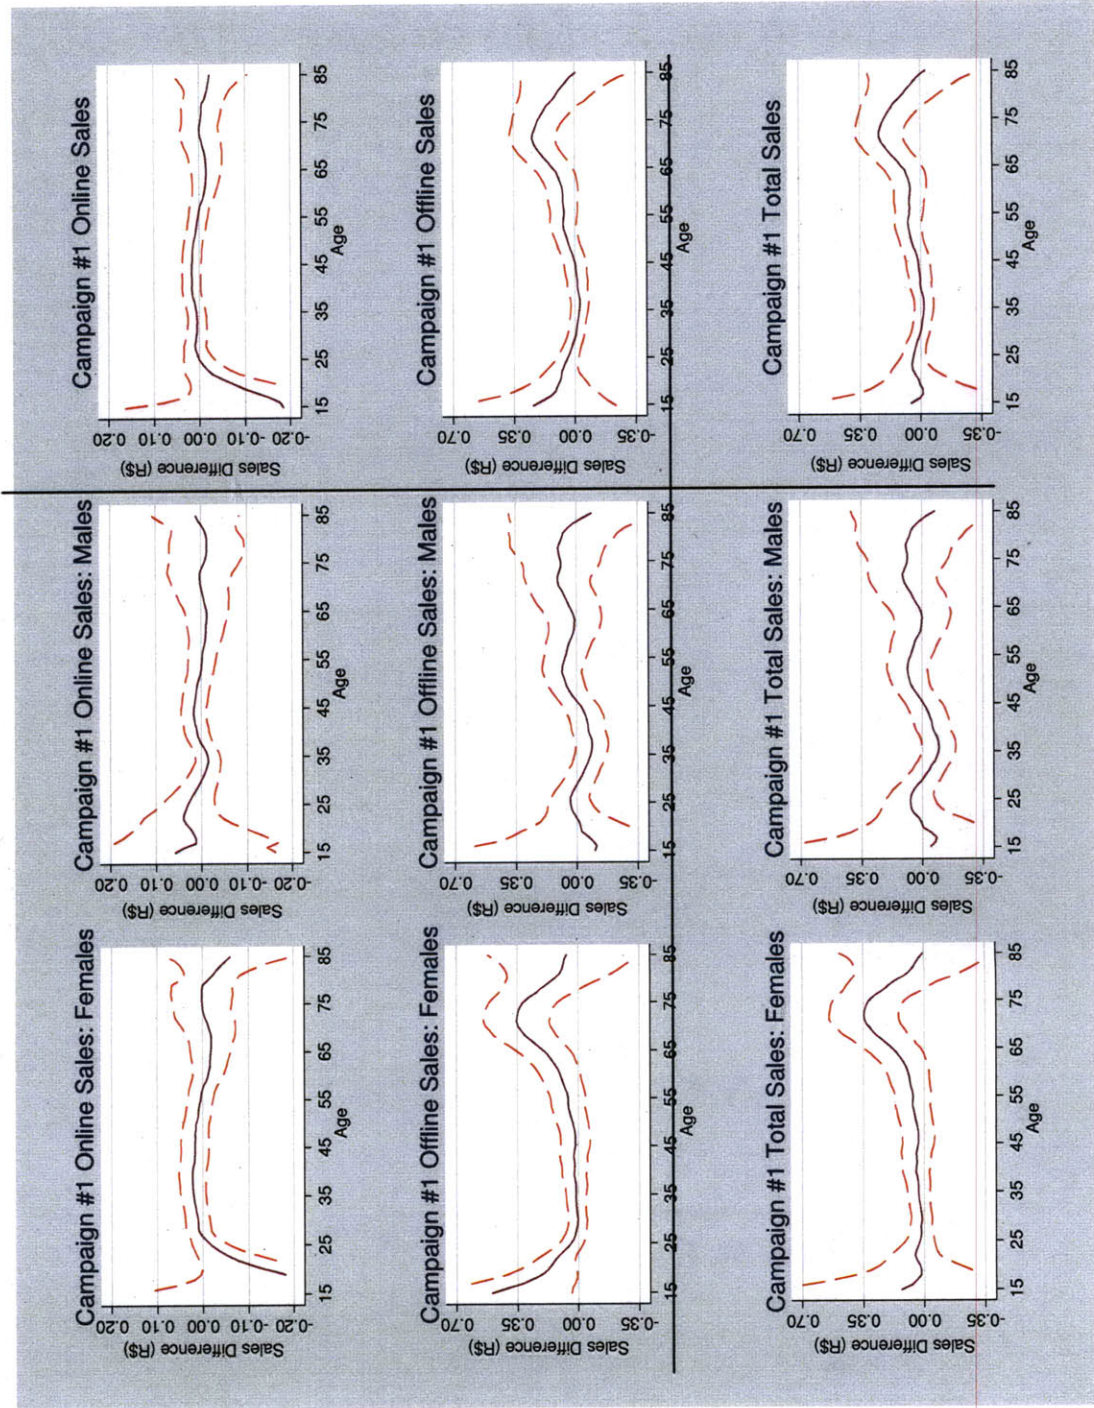 Campaign #1 Online Sales: Females
Sales Difference (R$)
0.20
0.10
0.00
-0.10
-0.20
15 25 35 45 55 65 75 85
Age
Campaign #1 Online Sales: Males
Sales Difference (R$)
0.20
0.10
0.00
-0.10
-0.20
15 25 35 45 55 65 75 85
Age
Campaign #1 Online Sales
Sales Difference (R$)
0.20
0.10
0.00
-0.10
-0.20
15 25 35 45 55 65 75 85
Age
Campaign #1 Offline Sales: Females
Sales Difference (R$)
0.70
0.35
0.00
-0.35
15 25 35 45 55 65 75 85
Age
Campaign #1 Offline Sales: Males
Sales Difference (R$)
0.70
0.35
0.00
-0.35
15 25 35 45 55 65 75 85
Age
Campaign #1 Offline Sales
Sales Difference (R$)
0.70
0.35
0.00
-0.35
15 25 35 45 55 65 75 85
Age
Campaign #1 Total Sales: Females
Sales Difference (R$)
0.70
0.35
0.00
-0.35
15 25 35 45 55 65 75 85
Age
Campaign #1 Total Sales: Males
Sales Difference (R$)
0.70
0.35
0.00
-0.35
15 25 35 45 55 65 75 85
Age
Campaign #1 Total Sales
Sales Difference (R$)
0.70
0.35
0.00
-0.35
15 25 35 45 55 65 75 85
Age